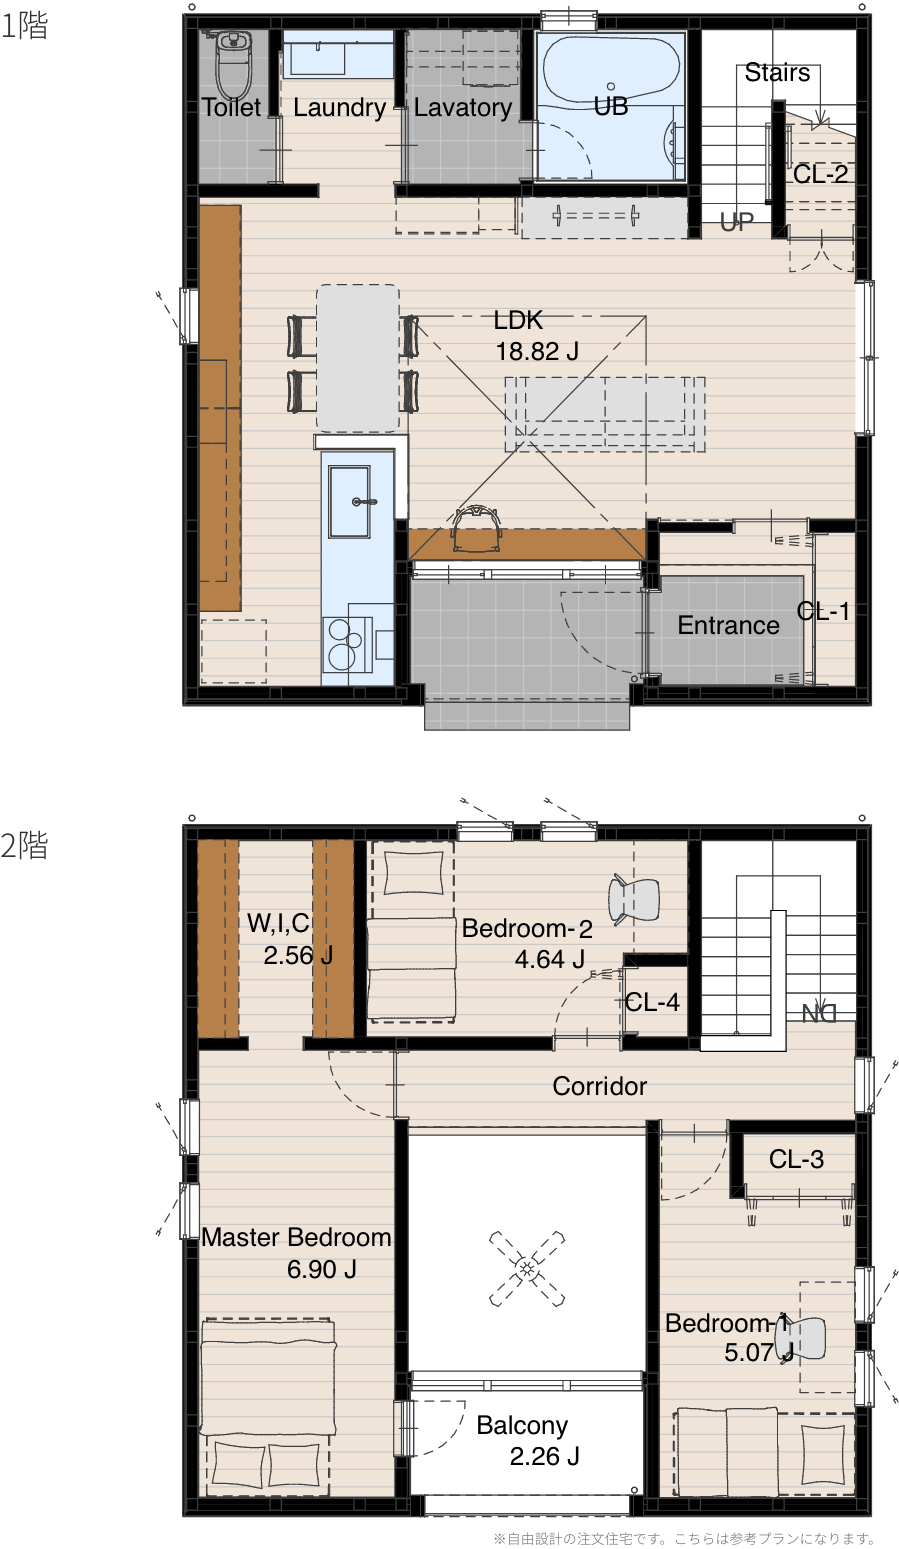 1階
Stairs
Toilet
Laundry
Lavatory
UB
CL-2
UP
LDK
18.82 J
CL-1
Entrance
2階
W,I,C
2.56 J
Bedroom-2
4.64 J
CL-4
DN
Corridor
CL-3
Master Bedroom
6.90 J
Bedroom-1
5.07 J
Balcony
2.26 J
※自由設計の注文住宅です。こちらは参考プランになります。